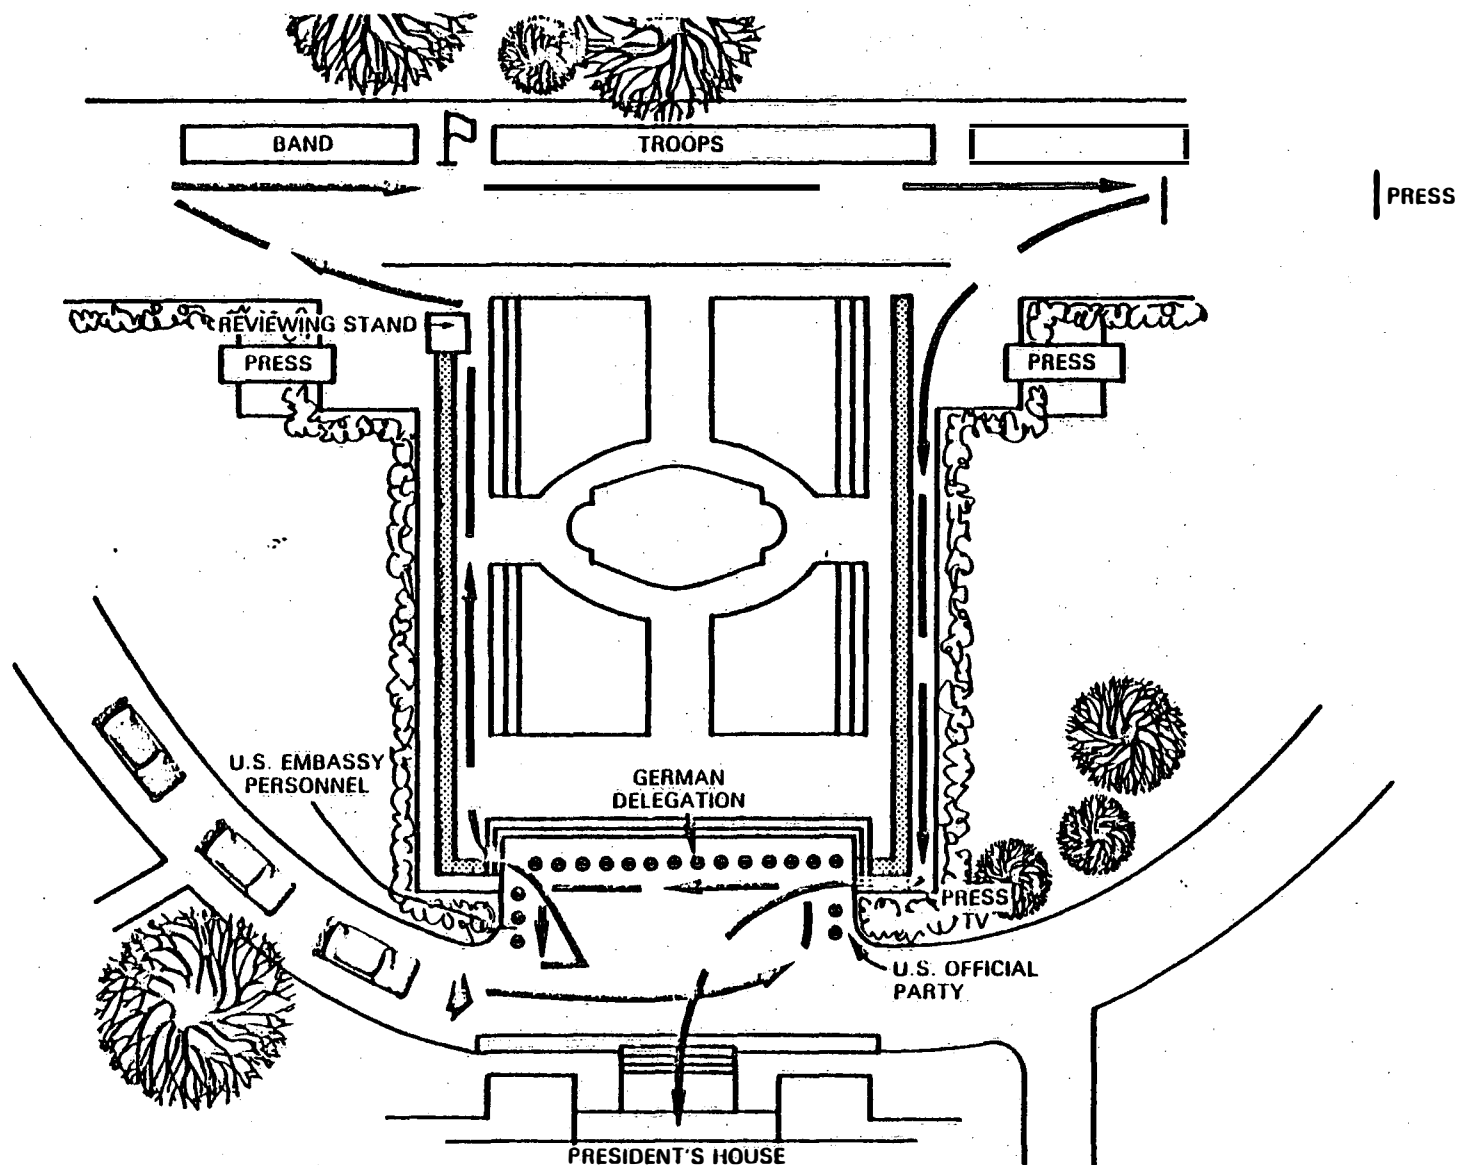 BAND
TROOPS
PRESS
REVIEWING STAND
PRESS
PRESS
U.S. EMBASSY
PERSONNEL
GERMAN
DELEGATION
PRESS
TV
U.S. OFFICIAL
PARTY
PRESIDENT'S HOUSE